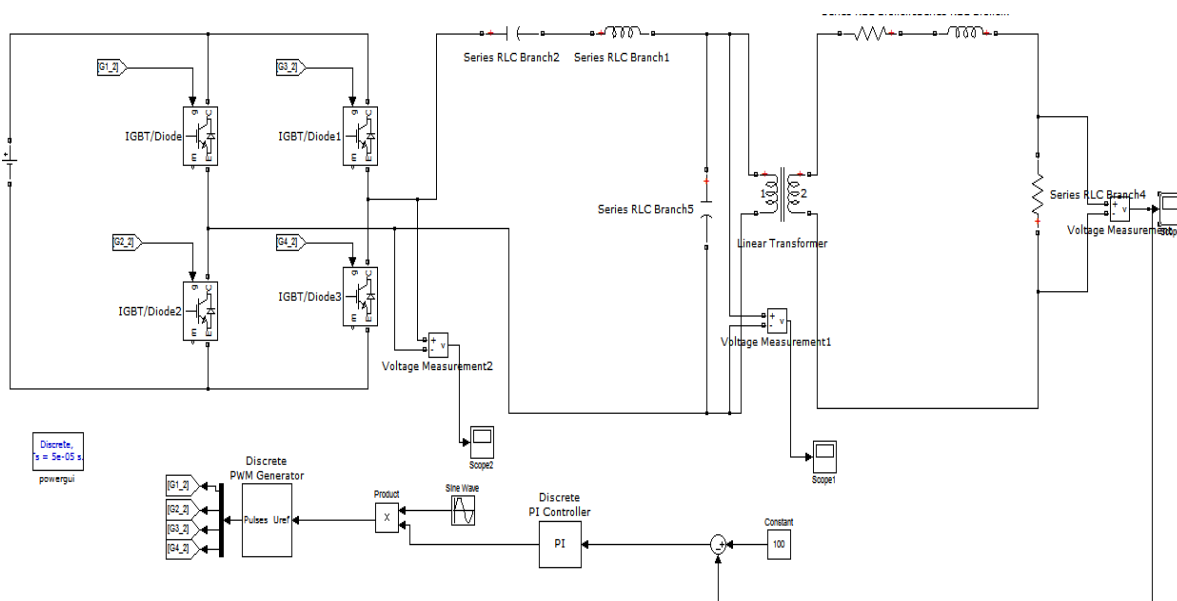 Series RLC Branch2
Series RLC Branch1
[G1_2]
[G3_2]
g
C
m
E
IGBT/Diode
g
C
m
E
IGBT/Diode1
+
1
2
Linear Transformer
Series RLC Branch5
Series RLC Branch4
+
-
v
Voltage Measurement
[G2_2]
[G4_2]
g
C
m
E
IGBT/Diode2
g
C
m
E
IGBT/Diode3
+
-
v
Voltage Measurement2
+
-
v
Voltage Measurement1
Scope2
Scope1
Discrete,
s = 5e-05 s.
powergui
Discrete
PWM Generator
Pulses Uref
[G1_2]
[G2_2]
[G3_2]
[G4_2]
Product
X
Sine Wave
Discrete
PI Controller
PI
Constant
100